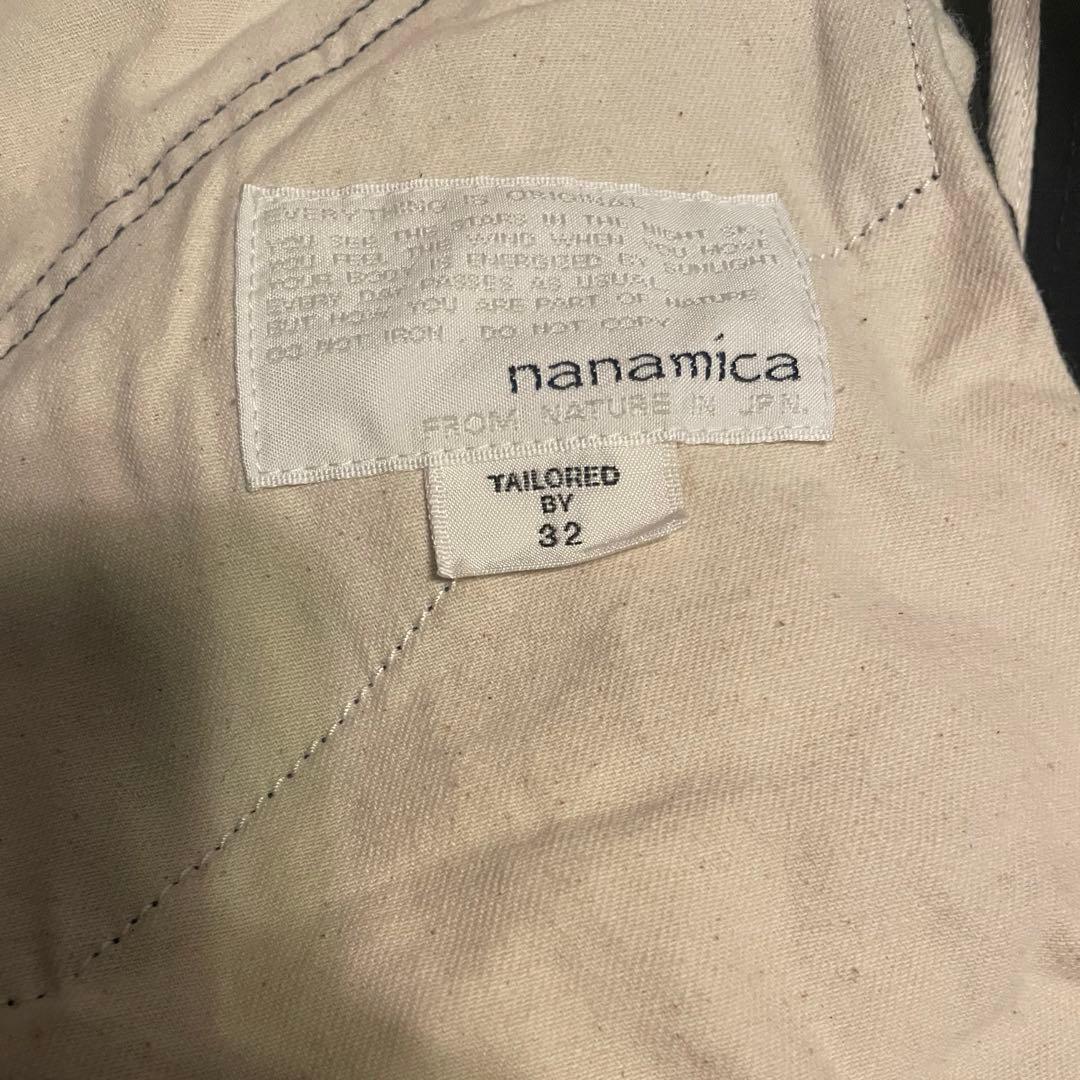 EVERYTHING IS ORIGINAL
YOU SEE THE STARS IN THE NIGHT SKY
YOU FEEL THE WIND WHEN YOU MOVE
YOUR BODY IS ENERGIZED BY SUNLIGHT
EVERY DAY PASSES AS USUAL
BUT NOW YOU ARE PART OF NATURE
DO NOT IRON, DO NOT COPY
nanamica
FROM NATURE IN JPN.
TAILORED
BY
32